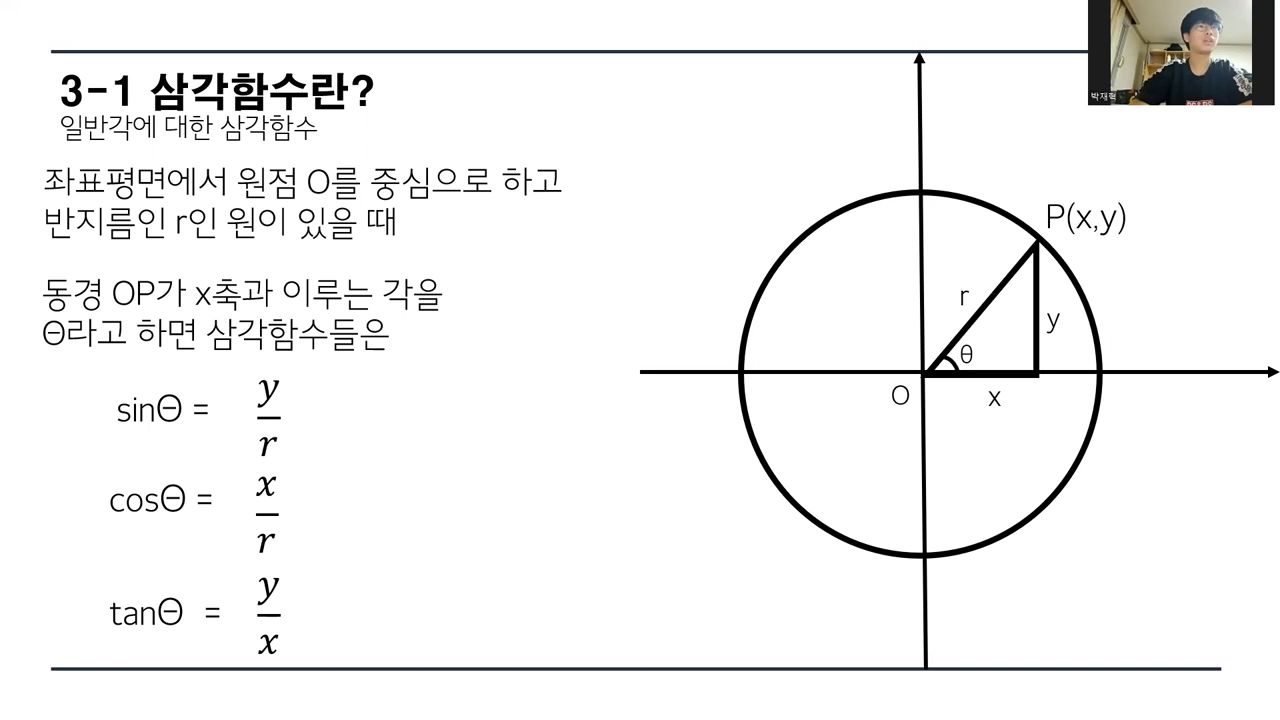 3-1 삼각함수란?
일반각에 대한 삼각함수
좌표평면에서 원점 O를 중심으로 하고
반지름인 r인 원이 있을 때
동경 OP가 x축과 이루는 각을
Θ라고 하면 삼각함수들은
sinΘ = y/r
cosΘ = x/r
tanΘ = y/x
P(x,y)
r
y
θ
O
x
박재혁